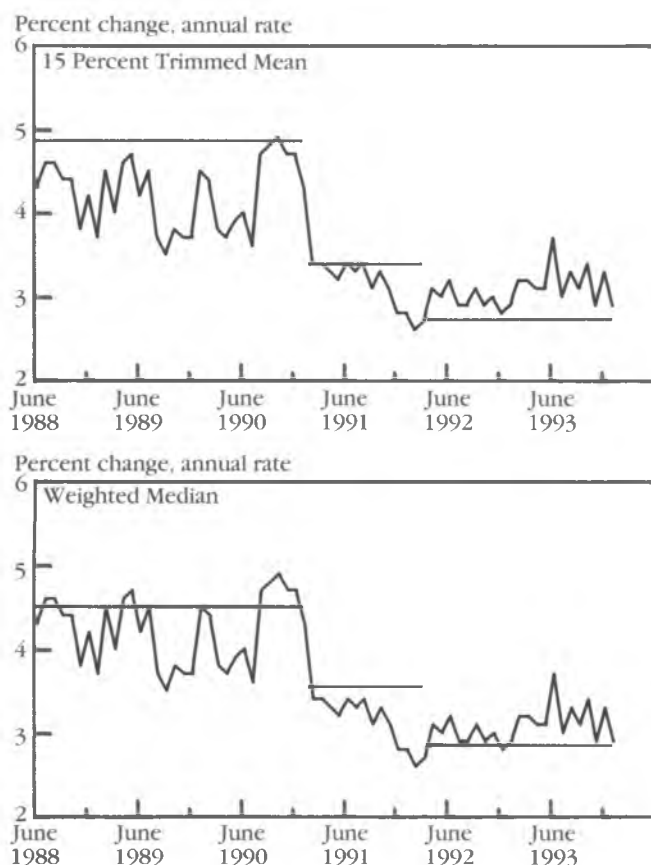 Percent change, annual rate
6
15 Percent Trimmed Mean
5
4
3
2
June June June June June June
1988 1989 1990 1991 1992 1993
Percent change, annual rate
6
Weighted Median
5
4
3
2
June June June June June June
1988 1989 1990 1991 1992 1993